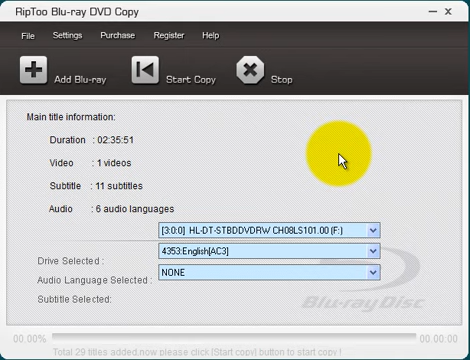 RipToo Blu-ray DVD Copy
File Settings Purchase Register Help
Add Blu-ray Start Copy Stop
Main title information:
Duration : 02:35:51
Video : 1 videos
Subtitle : 11 subtitles
Audio : 6 audio languages
[3:0:0] HL-DT-STBDDVDRW CH08LS101.00 (F:)
4353:English[AC3]
Drive Selected :
NONE
Audio Language Selected :
Subtitle Selected:
Blu-ray Disc
00.00% 00.00.00
Total 29 titles added now please click [Start copy] button to start copy !